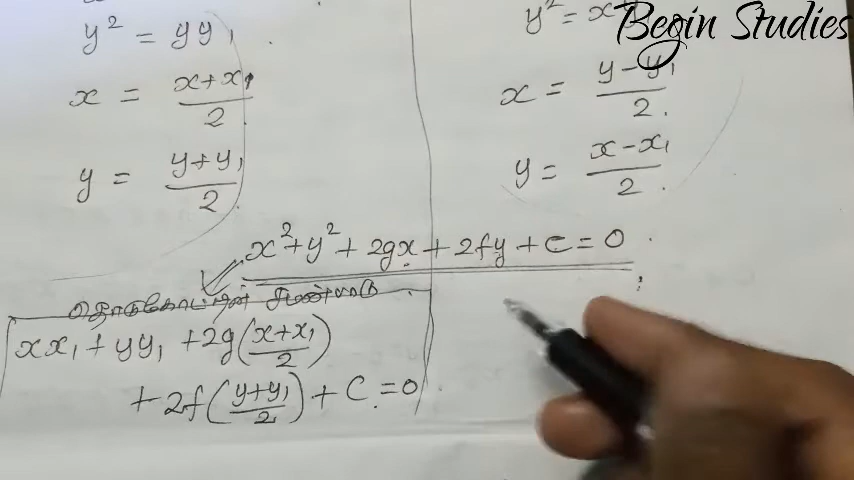 Begin Studies
y² = yy₁ .
x = (x+x₁)/2
y = (y+y₁)/2.
y² = x
x = (y-y₁)/2.
y = (x-x₁)/2.
x² + y² + 2gx + 2fy + c = 0
தொடுகோட்டின் சமன்பாடு
xx₁ + yy₁ + 2g((x+x₁)/2)
+ 2f((y+y₁)/2) + C = 0